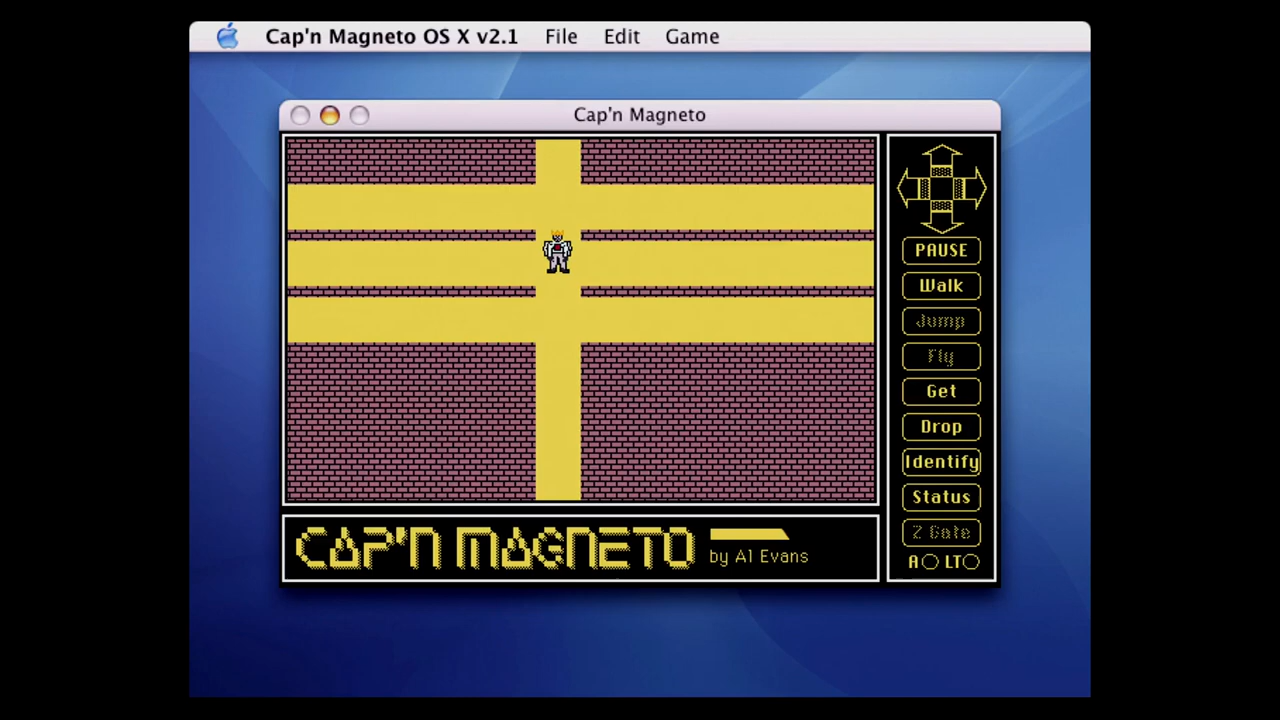 Cap'n Magneto OS X v2.1 File Edit Game
Cap'n Magneto
PAUSE
Walk
Jump
Fly
Get
Drop
Identify
Status
Z Gate
A LT
CAP'N MAGNETO
by Al Evans